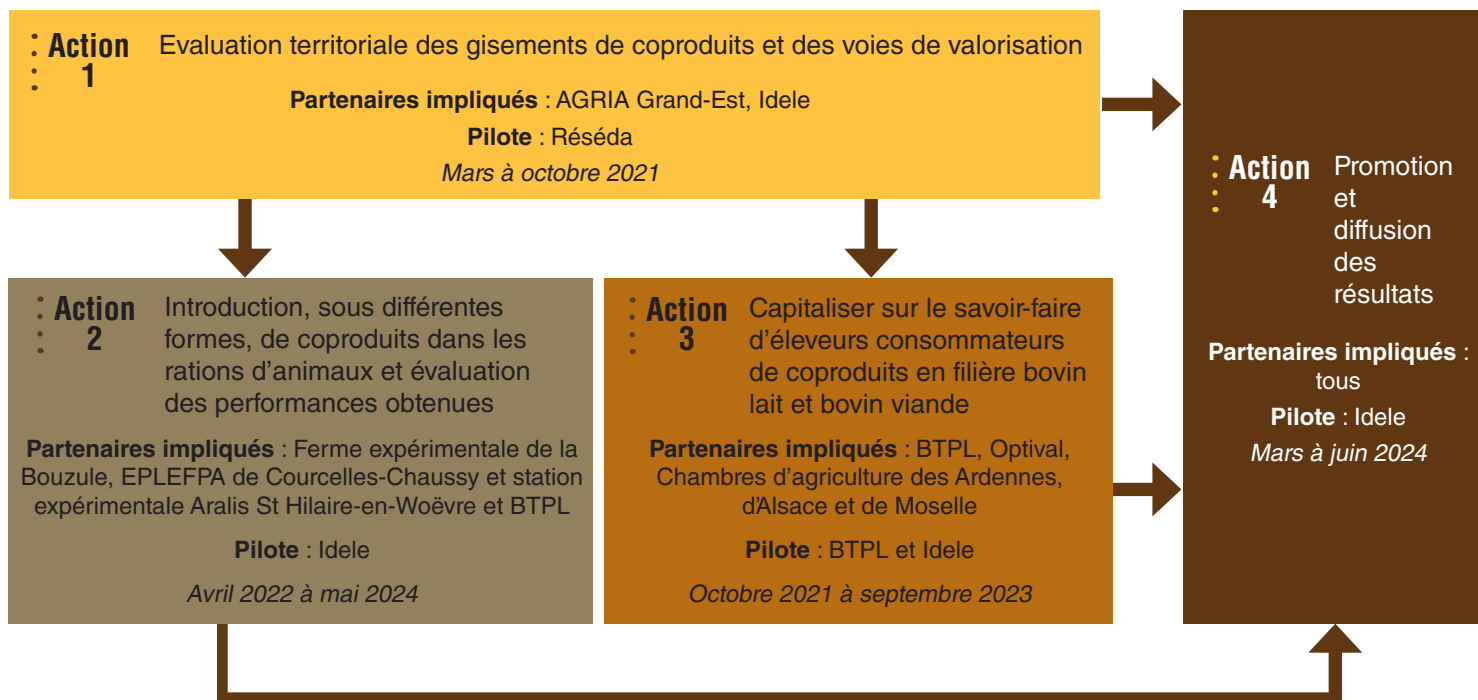 Action
1
Evaluation territoriale des gisements de coproduits et des voies de valorisation
Partenaires impliqués : AGRIA Grand-Est, Idele
Pilote : Réséda
Mars à octobre 2021
Action
2
Introduction, sous différentes
formes, de coproduits dans les
rations d’animaux et évaluation
des performances obtenues
Partenaires impliqués : Ferme expérimentale de la
Bouzule, EPLEFPA de Courcelles-Chaussy et station
expérimentale Aralis St Hilaire-en-Woëvre et BTPL
Pilote : Idele
Avril 2022 à mai 2024
Action
3
Capitaliser sur le savoir-faire
d’éleveurs consommateurs
de coproduits en filière bovin
lait et bovin viande
Partenaires impliqués : BTPL, Optival,
Chambres d’agriculture des Ardennes,
d’Alsace et de Moselle
Pilote : BTPL et Idele
Octobre 2021 à septembre 2023
Action
4
Promotion
et
diffusion
des
résultats
Partenaires impliqués :
tous
Pilote : Idele
Mars à juin 2024